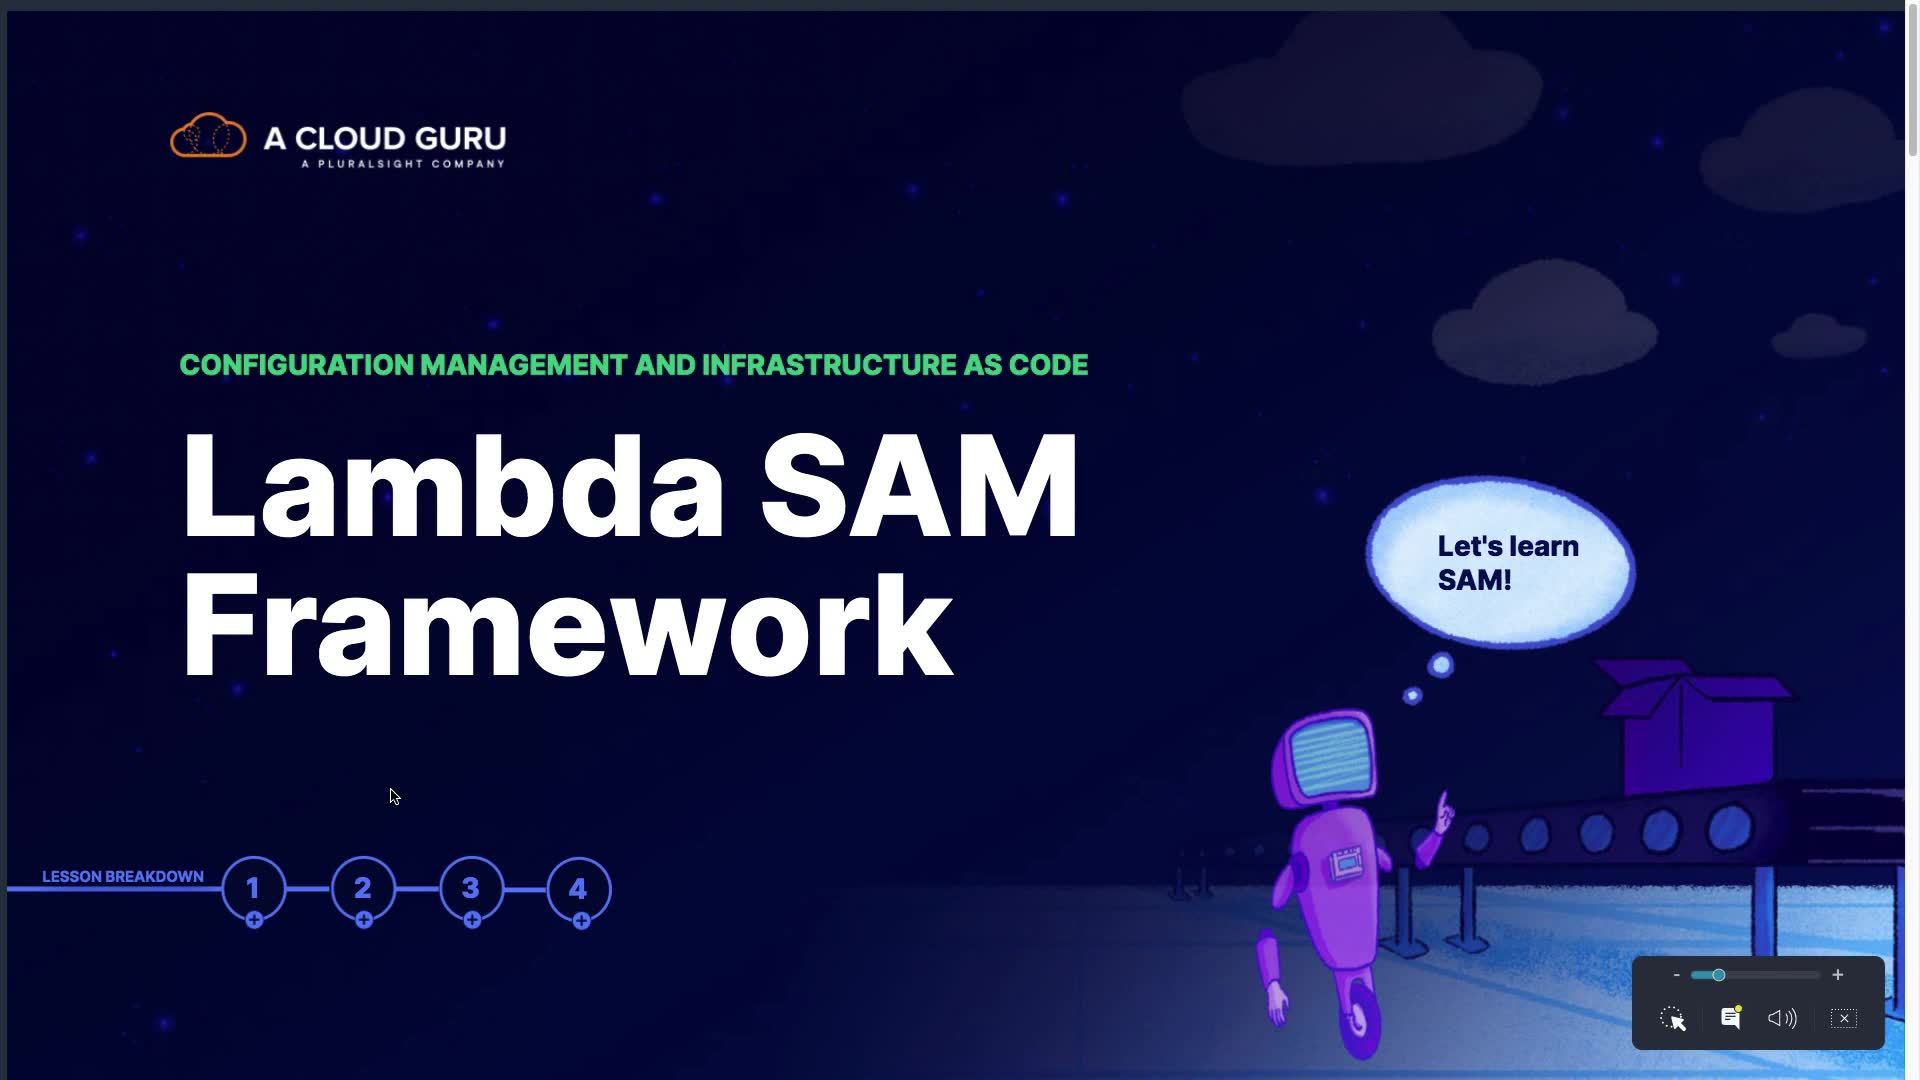 A CLOUD GURU
A PLURALSIGHT COMPANY
CONFIGURATION MANAGEMENT AND INFRASTRUCTURE AS CODE
Lambda SAM
Framework
Let's learn
SAM!
LESSON BREAKDOWN
1
2
3
4